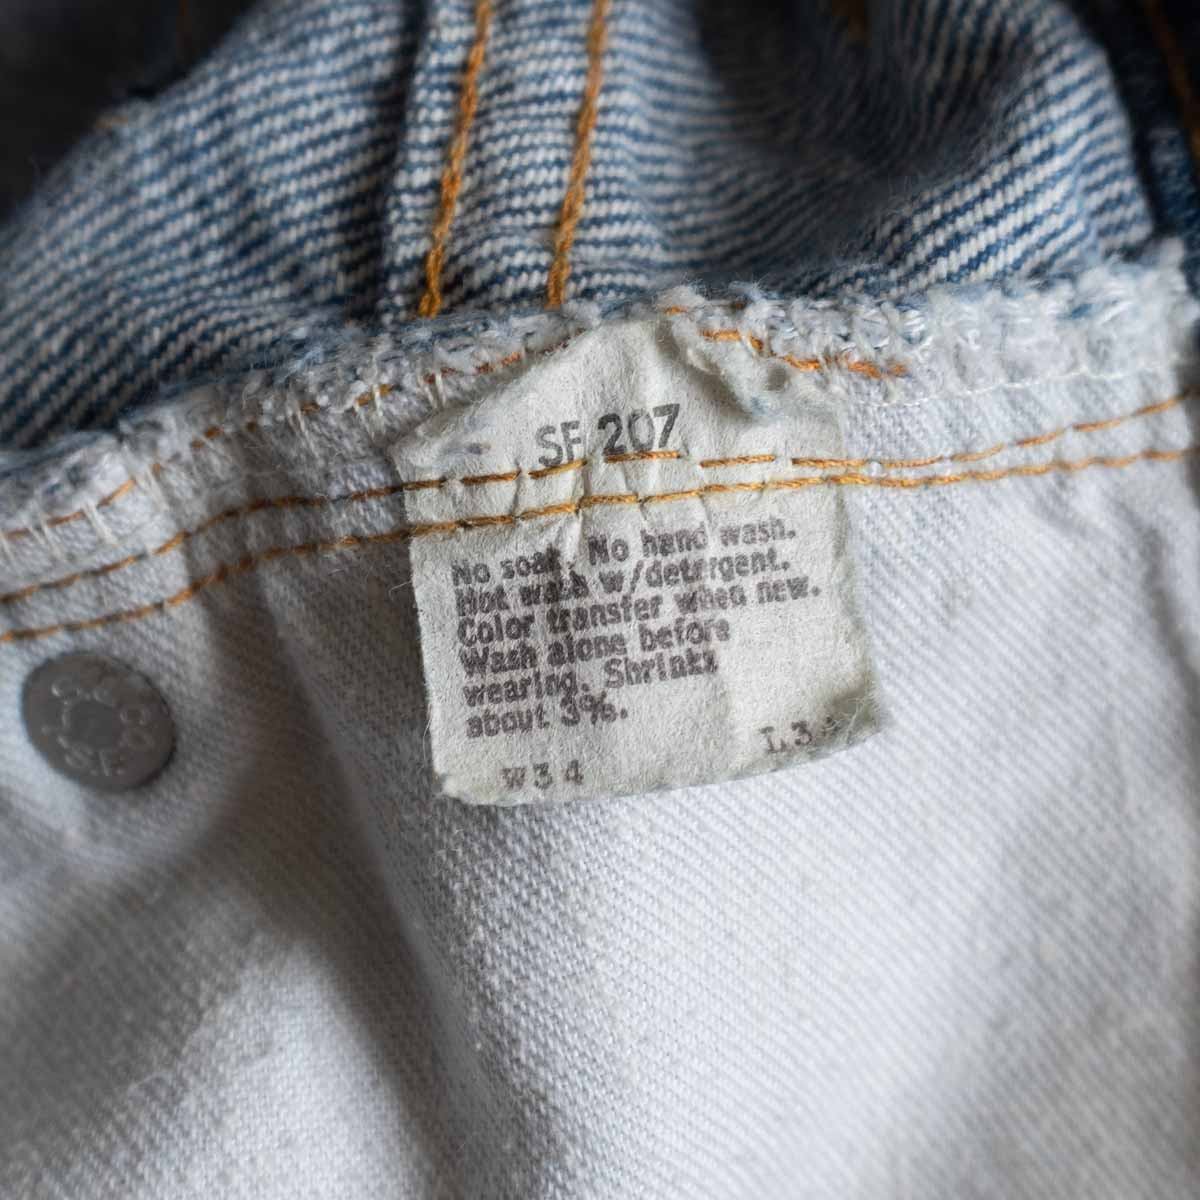 SF 207
No soak. No hand wash.
Hot wash w/detergent.
Color transfer when new.
Wash alone before
wearing. Shrinks
about 3%.
W34